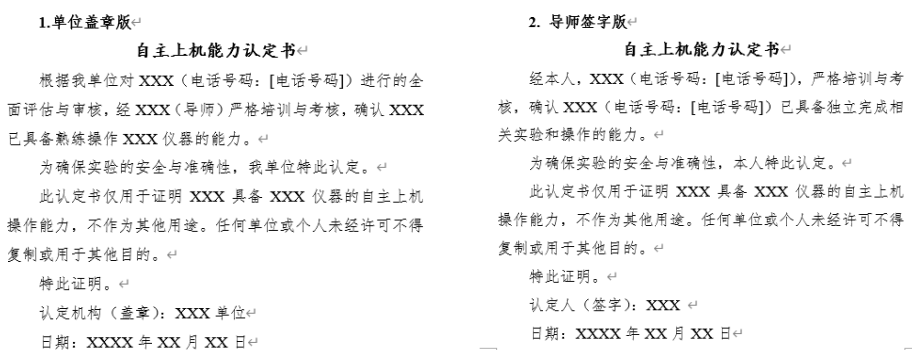 1.单位盖章版
自主上机能力认定书
根据我单位对 XXX（电话号码：[电话号码]）进行的全
面评估与审核，经 XXX（导师）严格培训与考核，确认 XXX
已具备熟练操作 XXX 仪器的能力。
为确保实验的安全与准确性，我单位特此认定。
此认定书仅用于证明 XXX 具备 XXX 仪器的自主上机
操作能力，不作为其他用途。任何单位或个人未经许可不得
复制或用于其他目的。
特此证明。
认定机构（盖章）：XXX 单位
日期：XXXX 年 XX 月 XX 日
2. 导师签字版
自主上机能力认定书
经本人，XXX（电话号码：[电话号码]），严格培训与考
核，确认 XXX（电话号码：[电话号码]）已具备独立完成相
关实验和操作的能力。
为确保实验的安全与准确性，本人特此认定。
此认定书仅用于证明 XXX 具备 XXX 仪器的自主上机
操作能力，不作为其他用途。任何单位或个人未经许可不得
复制或用于其他目的。
特此证明。
认定人（签字）：XXX
日期：XXXX 年 XX 月 XX 日